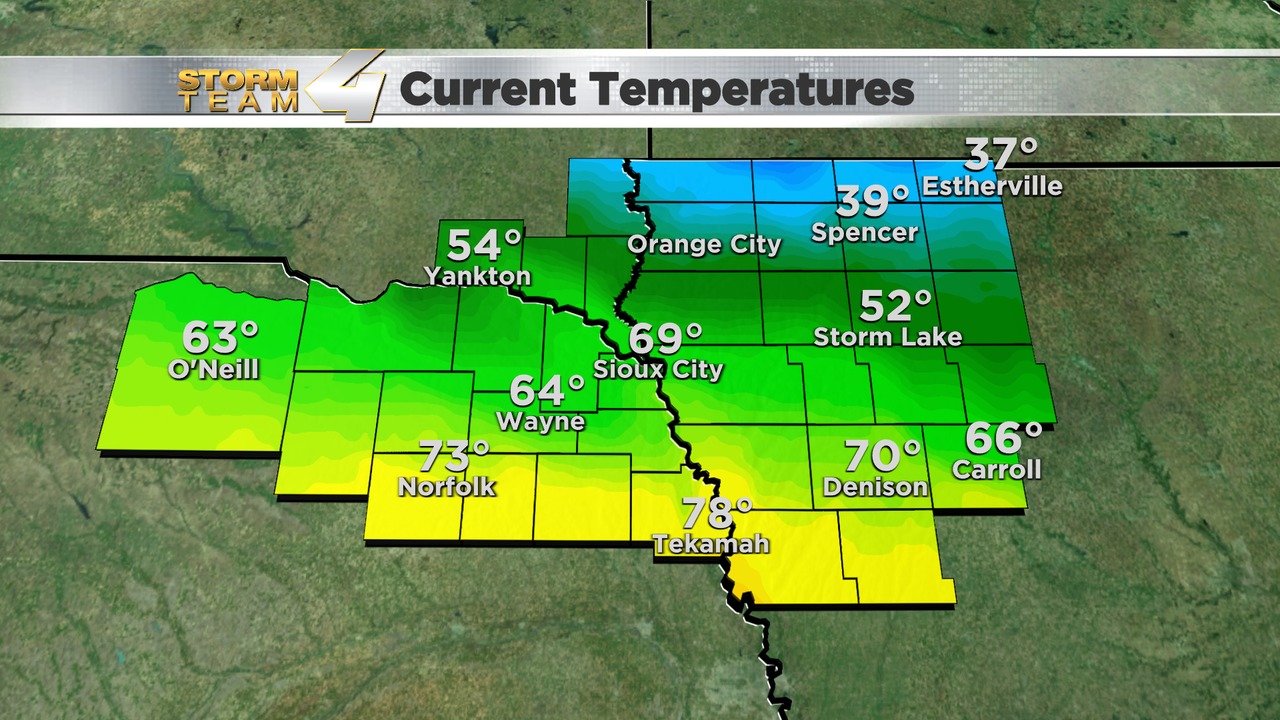 STORM
TEAM
4
Current Temperatures
37°
Estherville
39°
Spencer
Orange City
54°
Yankton
52°
Storm Lake
63°
O'Neill
69°
Sioux City
64°
Wayne
66°
Carroll
73°
Norfolk
70°
Denison
78°
Tekamah